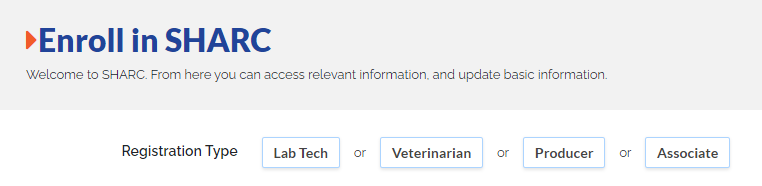 Enroll in SHARC
Welcome to SHARC. From here you can access relevant information, and update basic information.
Registration Type Lab Tech or Veterinarian or Producer or Associate